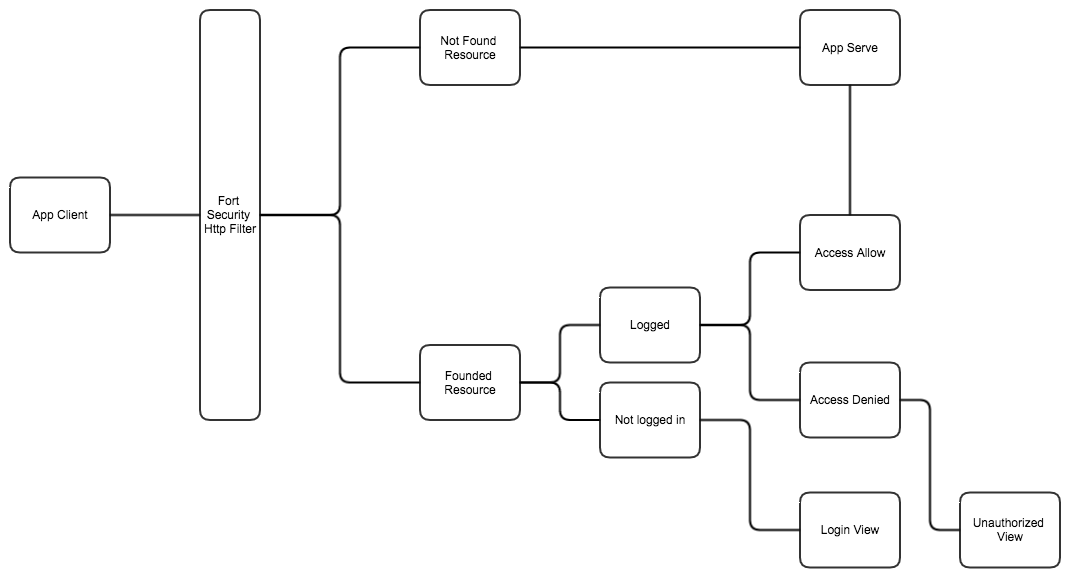 Not Found
Resource
App Serve
App Client
Fort
Security
Http Filter
Access Allow
Logged
Founded
Resource
Access Denied
Not logged in
Login View
Unauthorized
View